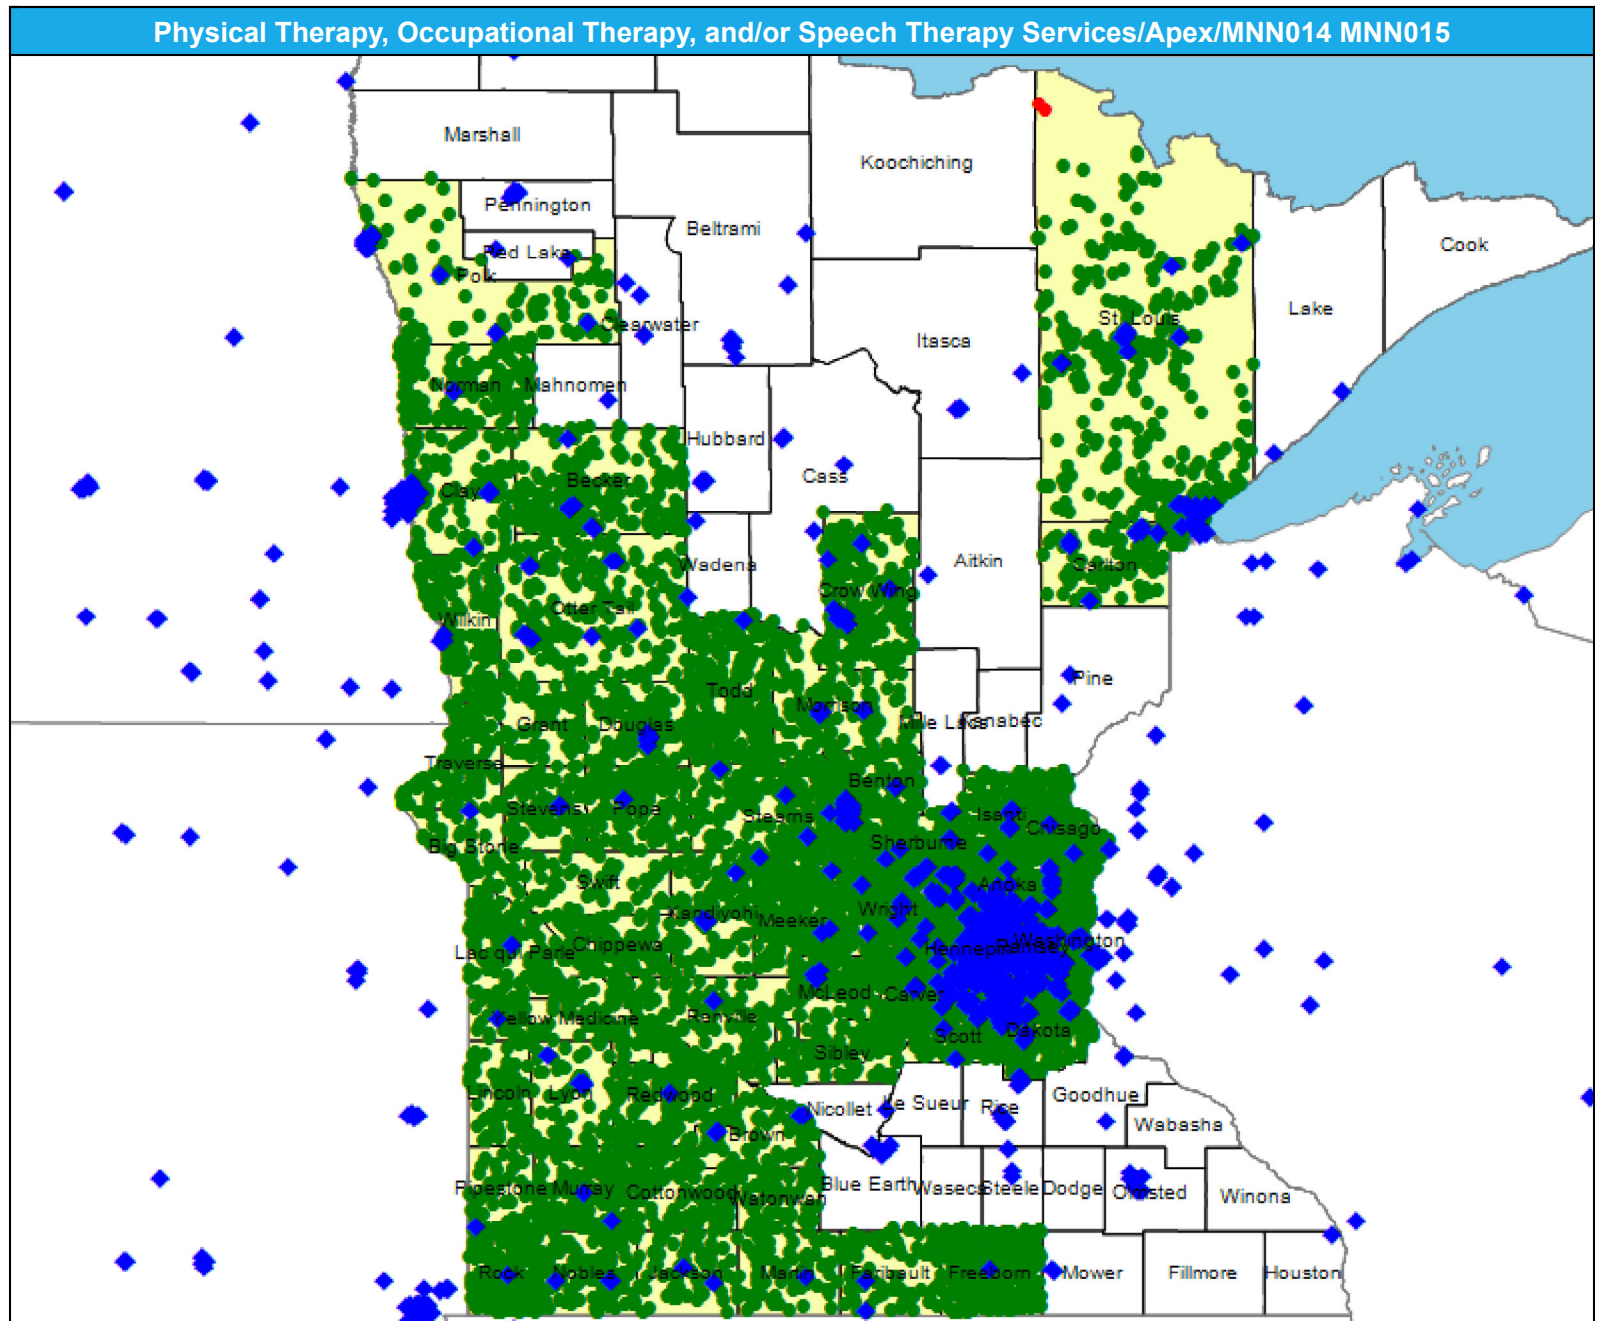 Physical Therapy, Occupational Therapy, and/or Speech Therapy Services/Apex/MNN014 MNN015
Marshall
Koochiching
Pennington
Beltrami
Cook
Red Lake
Polk
Lake
St. Louis
Clearwater
Itasca
Norman
Mahnomen
Hubbard
Cass
Becker
Clay
Aitkin
Wadena
Carlton
Crow Wing
Otter Tail
Wilkin
Pine
Todd
Morrison
Mille Lacs
Kanabec
Grant
Douglas
Traverse
Benton
Stevens
Pope
Stearns
Isanti
Chisago
Sherburne
Big Stone
Swift
Anoka
Wright
Kandiyohi
Meeker
Washington
Hennepin
Ramsey
Lac qui Parle
Chippewa
McLeod
Carver
Yellow Medicine
Renville
Dakota
Scott
Sibley
Lincoln
Lyon
Redwood
Nicollet
Le Sueur
Rice
Goodhue
Wabasha
Brown
Pipestone
Murray
Cottonwood
Watonwan
Blue Earth
Waseca
Steele
Dodge
Olmsted
Winona
Rock
Nobles
Jackson
Martin
Faribault
Freeborn
Mower
Fillmore
Houston